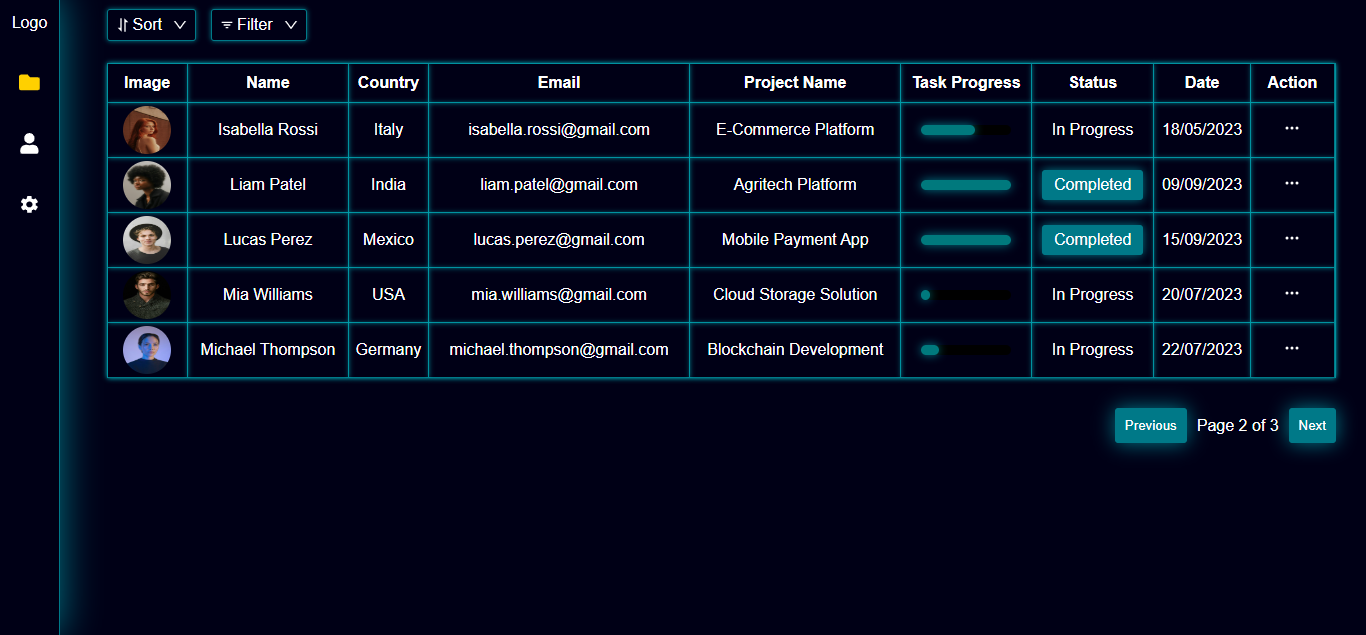 Logo
Sort Filter
Image Name Country Email Project Name Task Progress Status Date Action
Isabella Rossi Italy isabella.rossi@gmail.com E-Commerce Platform In Progress 18/05/2023 ···
Liam Patel India liam.patel@gmail.com Agritech Platform Completed 09/09/2023 ···
Lucas Perez Mexico lucas.perez@gmail.com Mobile Payment App Completed 15/09/2023 ···
Mia Williams USA mia.williams@gmail.com Cloud Storage Solution In Progress 20/07/2023 ···
Michael Thompson Germany michael.thompson@gmail.com Blockchain Development In Progress 22/07/2023 ···
Previous Page 2 of 3 Next